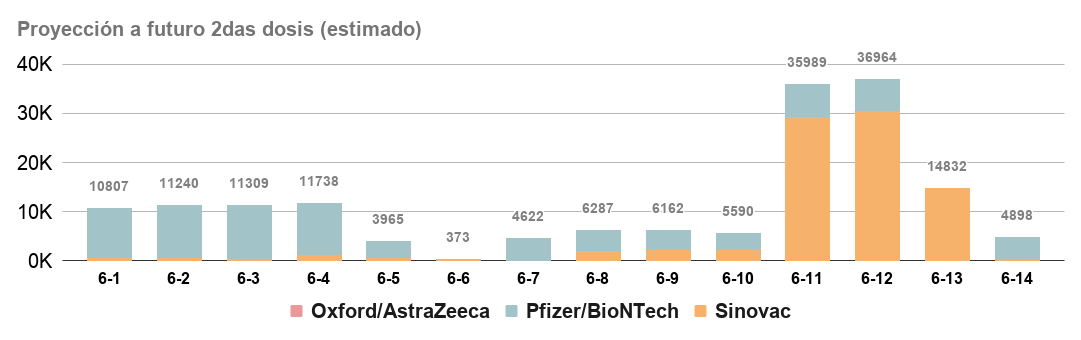 Proyección a futuro 2das dosis (estimado)
40K
30K
20K
10K
0K
10807
11240
11309
11738
3965
373
4622
6287
6162
5590
35989
36964
14832
4898
6-1 6-2 6-3 6-4 6-5 6-6 6-7 6-8 6-9 6-10 6-11 6-12 6-13 6-14
Oxford/AstraZeeca Pfizer/BioNTech Sinovac